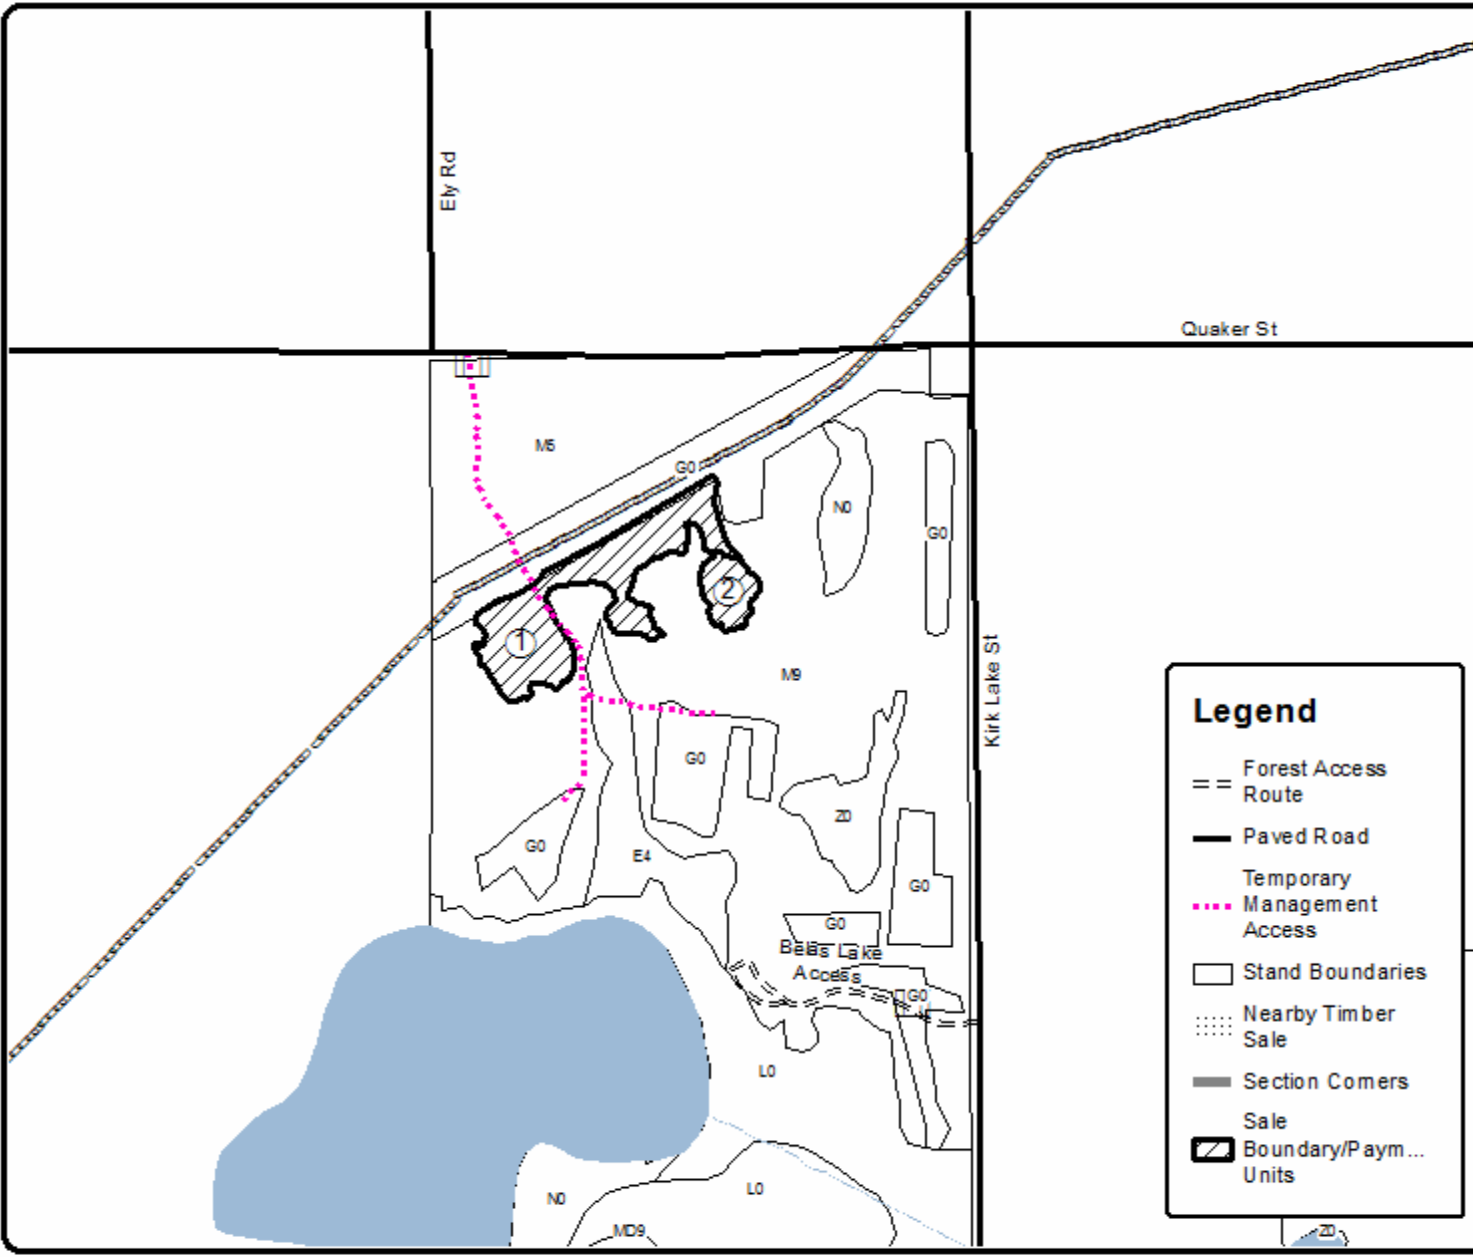 Ely Rd
Quaker St
M5
G0
N0
G0
2
1
M9
Kirk Lake St
G0
Z0
G0
E4
G0
G0
Belas Lake
Access
G0
L0
L0
N0
MD9
Z0
Legend
Forest Access
Route
Paved Road
Temporary
Management
Access
Stand Boundaries
Nearby Timber
Sale
Section Corners
Sale
Boundary/Paym...
Units